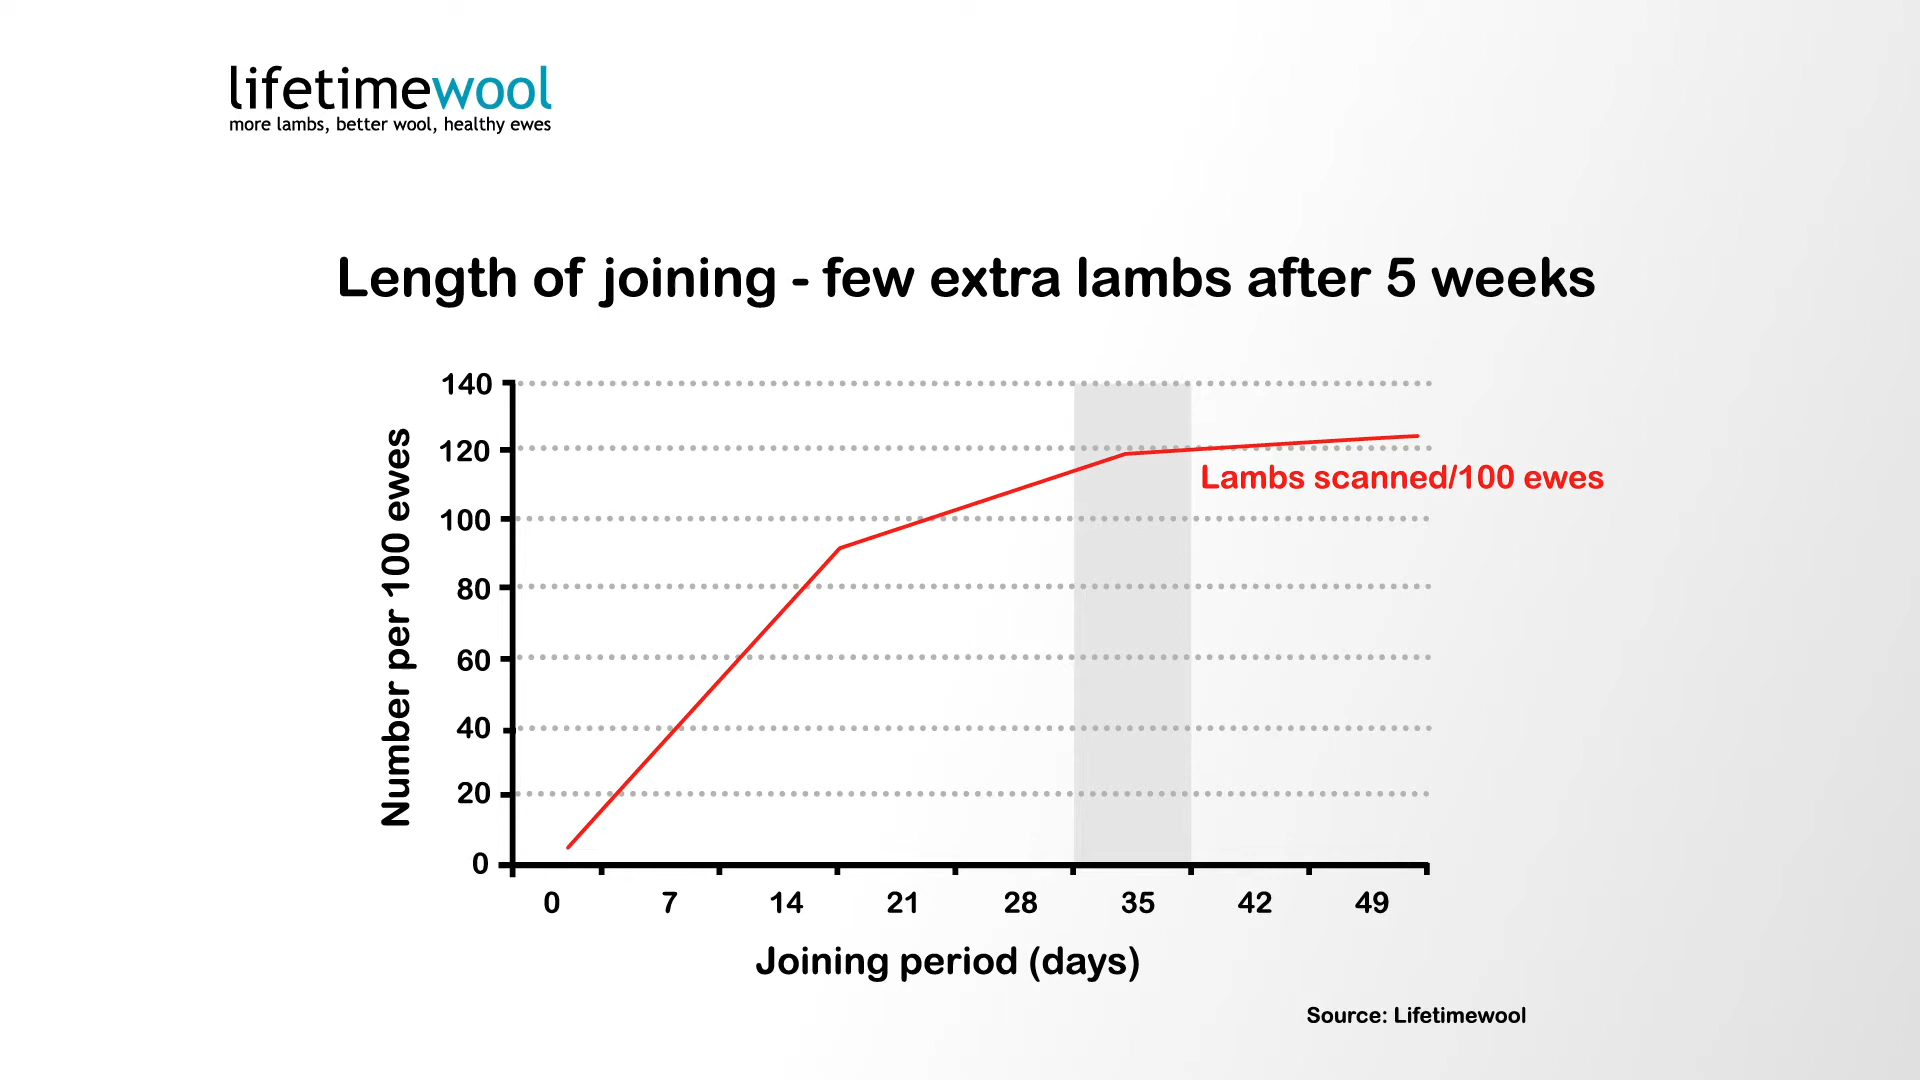 lifetimewool
more lambs, better wool, healthy ewes
Length of joining - few extra lambs after 5 weeks
Number per 100 ewes
140
120
100
80
60
40
20
0
Lambs scanned/100 ewes
0 7 14 21 28 35 42 49
Joining period (days)
Source: Lifetimewool